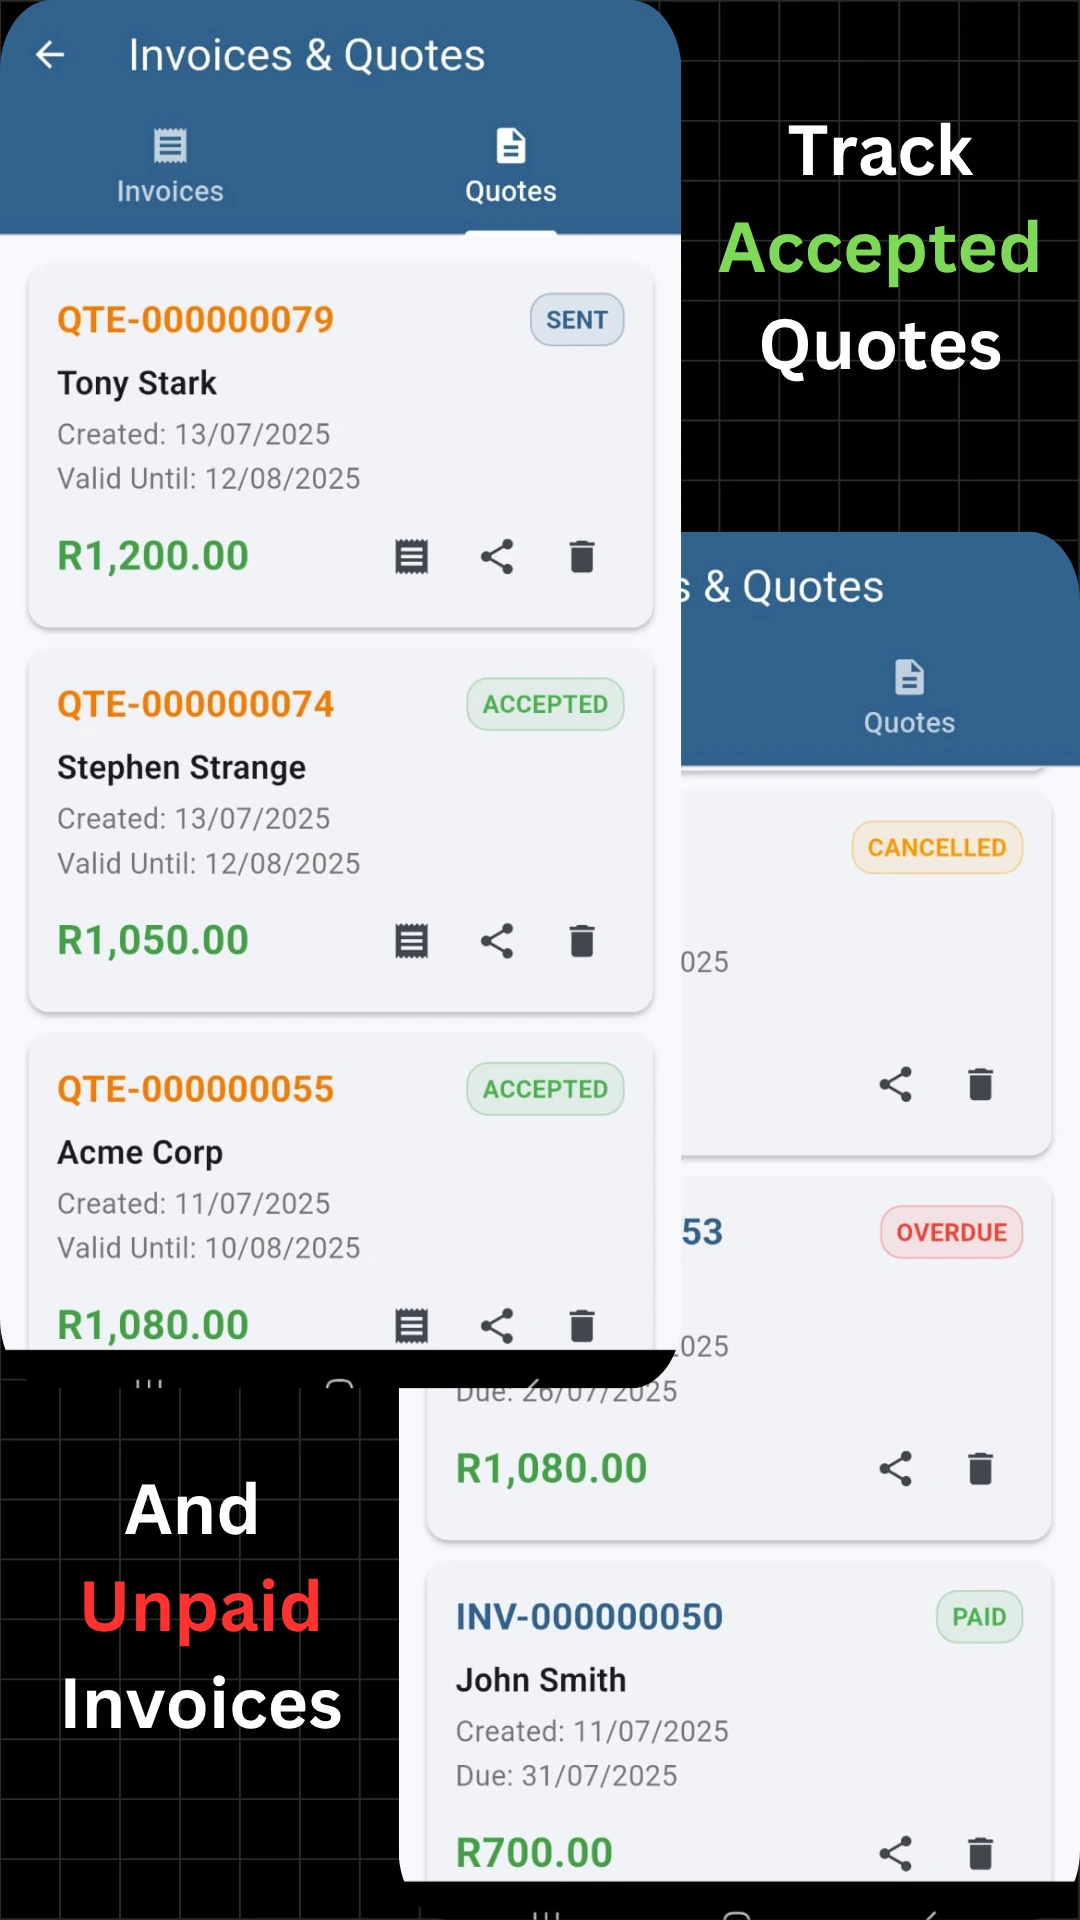 Invoices & Quotes
Invoices
Quotes
QTE-000000079
SENT
Tony Stark
Created: 13/07/2025
Valid Until: 12/08/2025
R1,200.00
QTE-000000074
ACCEPTED
Stephen Strange
Created: 13/07/2025
Valid Until: 12/08/2025
R1,050.00
QTE-000000055
ACCEPTED
Acme Corp
Created: 11/07/2025
Valid Until: 10/08/2025
R1,080.00
Track
Accepted
Quotes
s & Quotes
Quotes
CANCELLED
025
53
OVERDUE
025
Due: 26/07/2025
R1,080.00
INV-000000050
PAID
John Smith
Created: 11/07/2025
Due: 31/07/2025
R700.00
And
Unpaid
Invoices